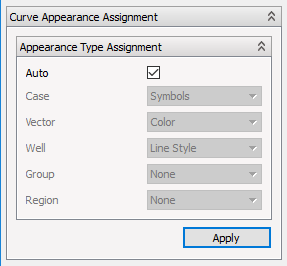 Curve Appearance Assignment
Appearance Type Assignment
Auto
Case Symbols
Vector Color
Well Line Style
Group None
Region None
Apply